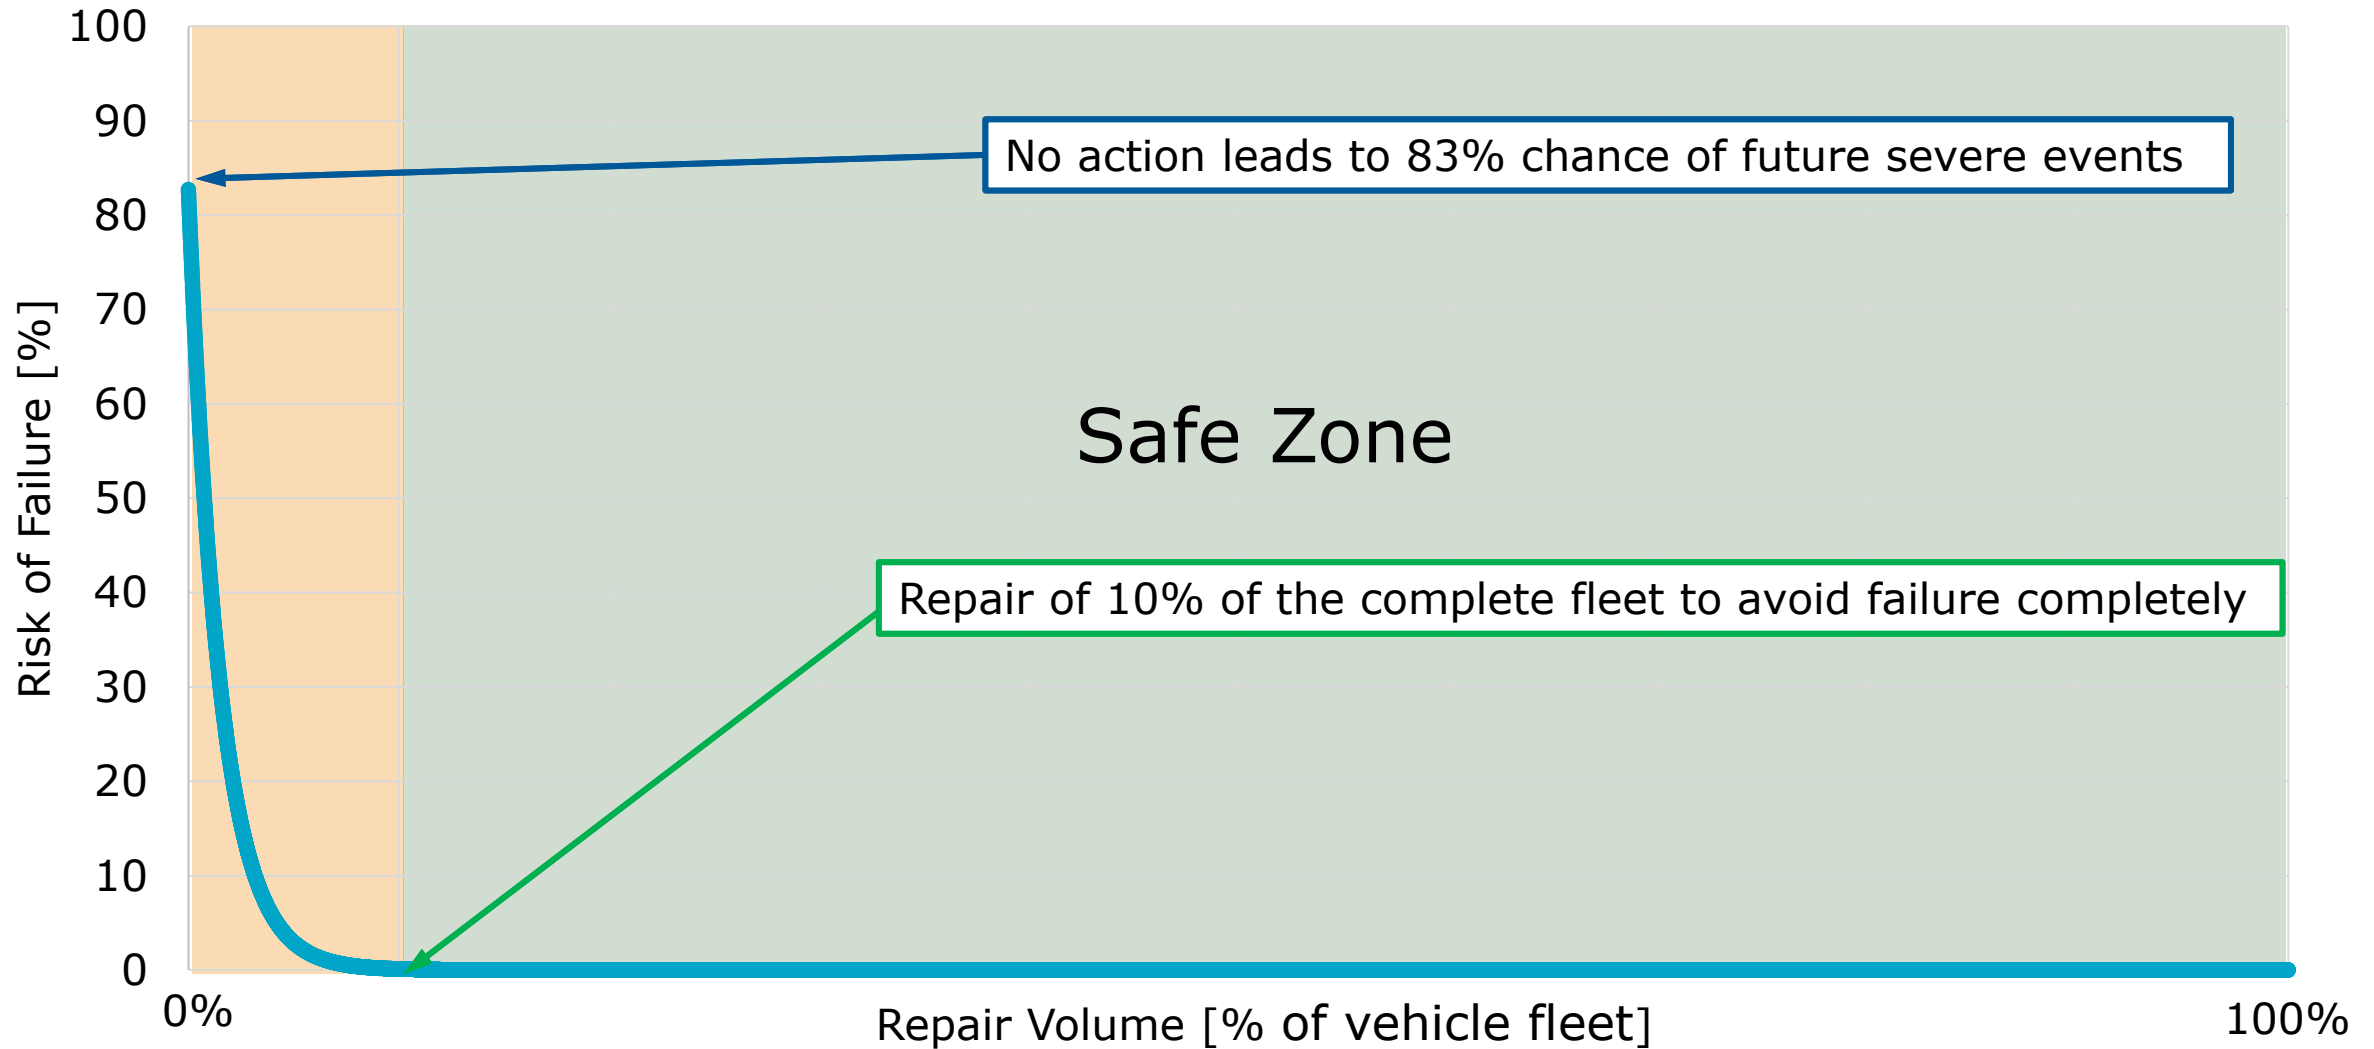 100
90
80
70
60
50
40
30
20
10
0
Risk of Failure [%]
No action leads to 83% chance of future severe events
Safe Zone
Repair of 10% of the complete fleet to avoid failure completely
0%
Repair Volume [% of vehicle fleet]
100%